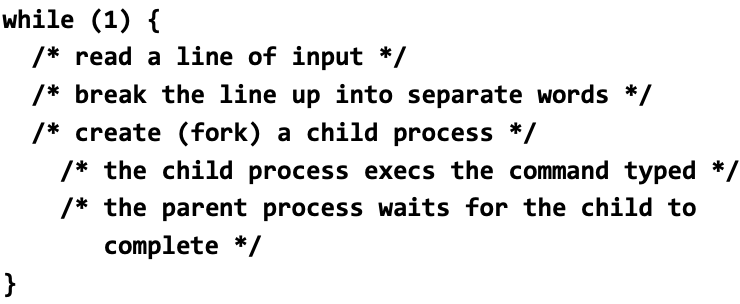 while (1) {
  /* read a line of input */
  /* break the line up into separate words */
  /* create (fork) a child process */
    /* the child process execs the command typed */
    /* the parent process waits for the child to
       complete */
}